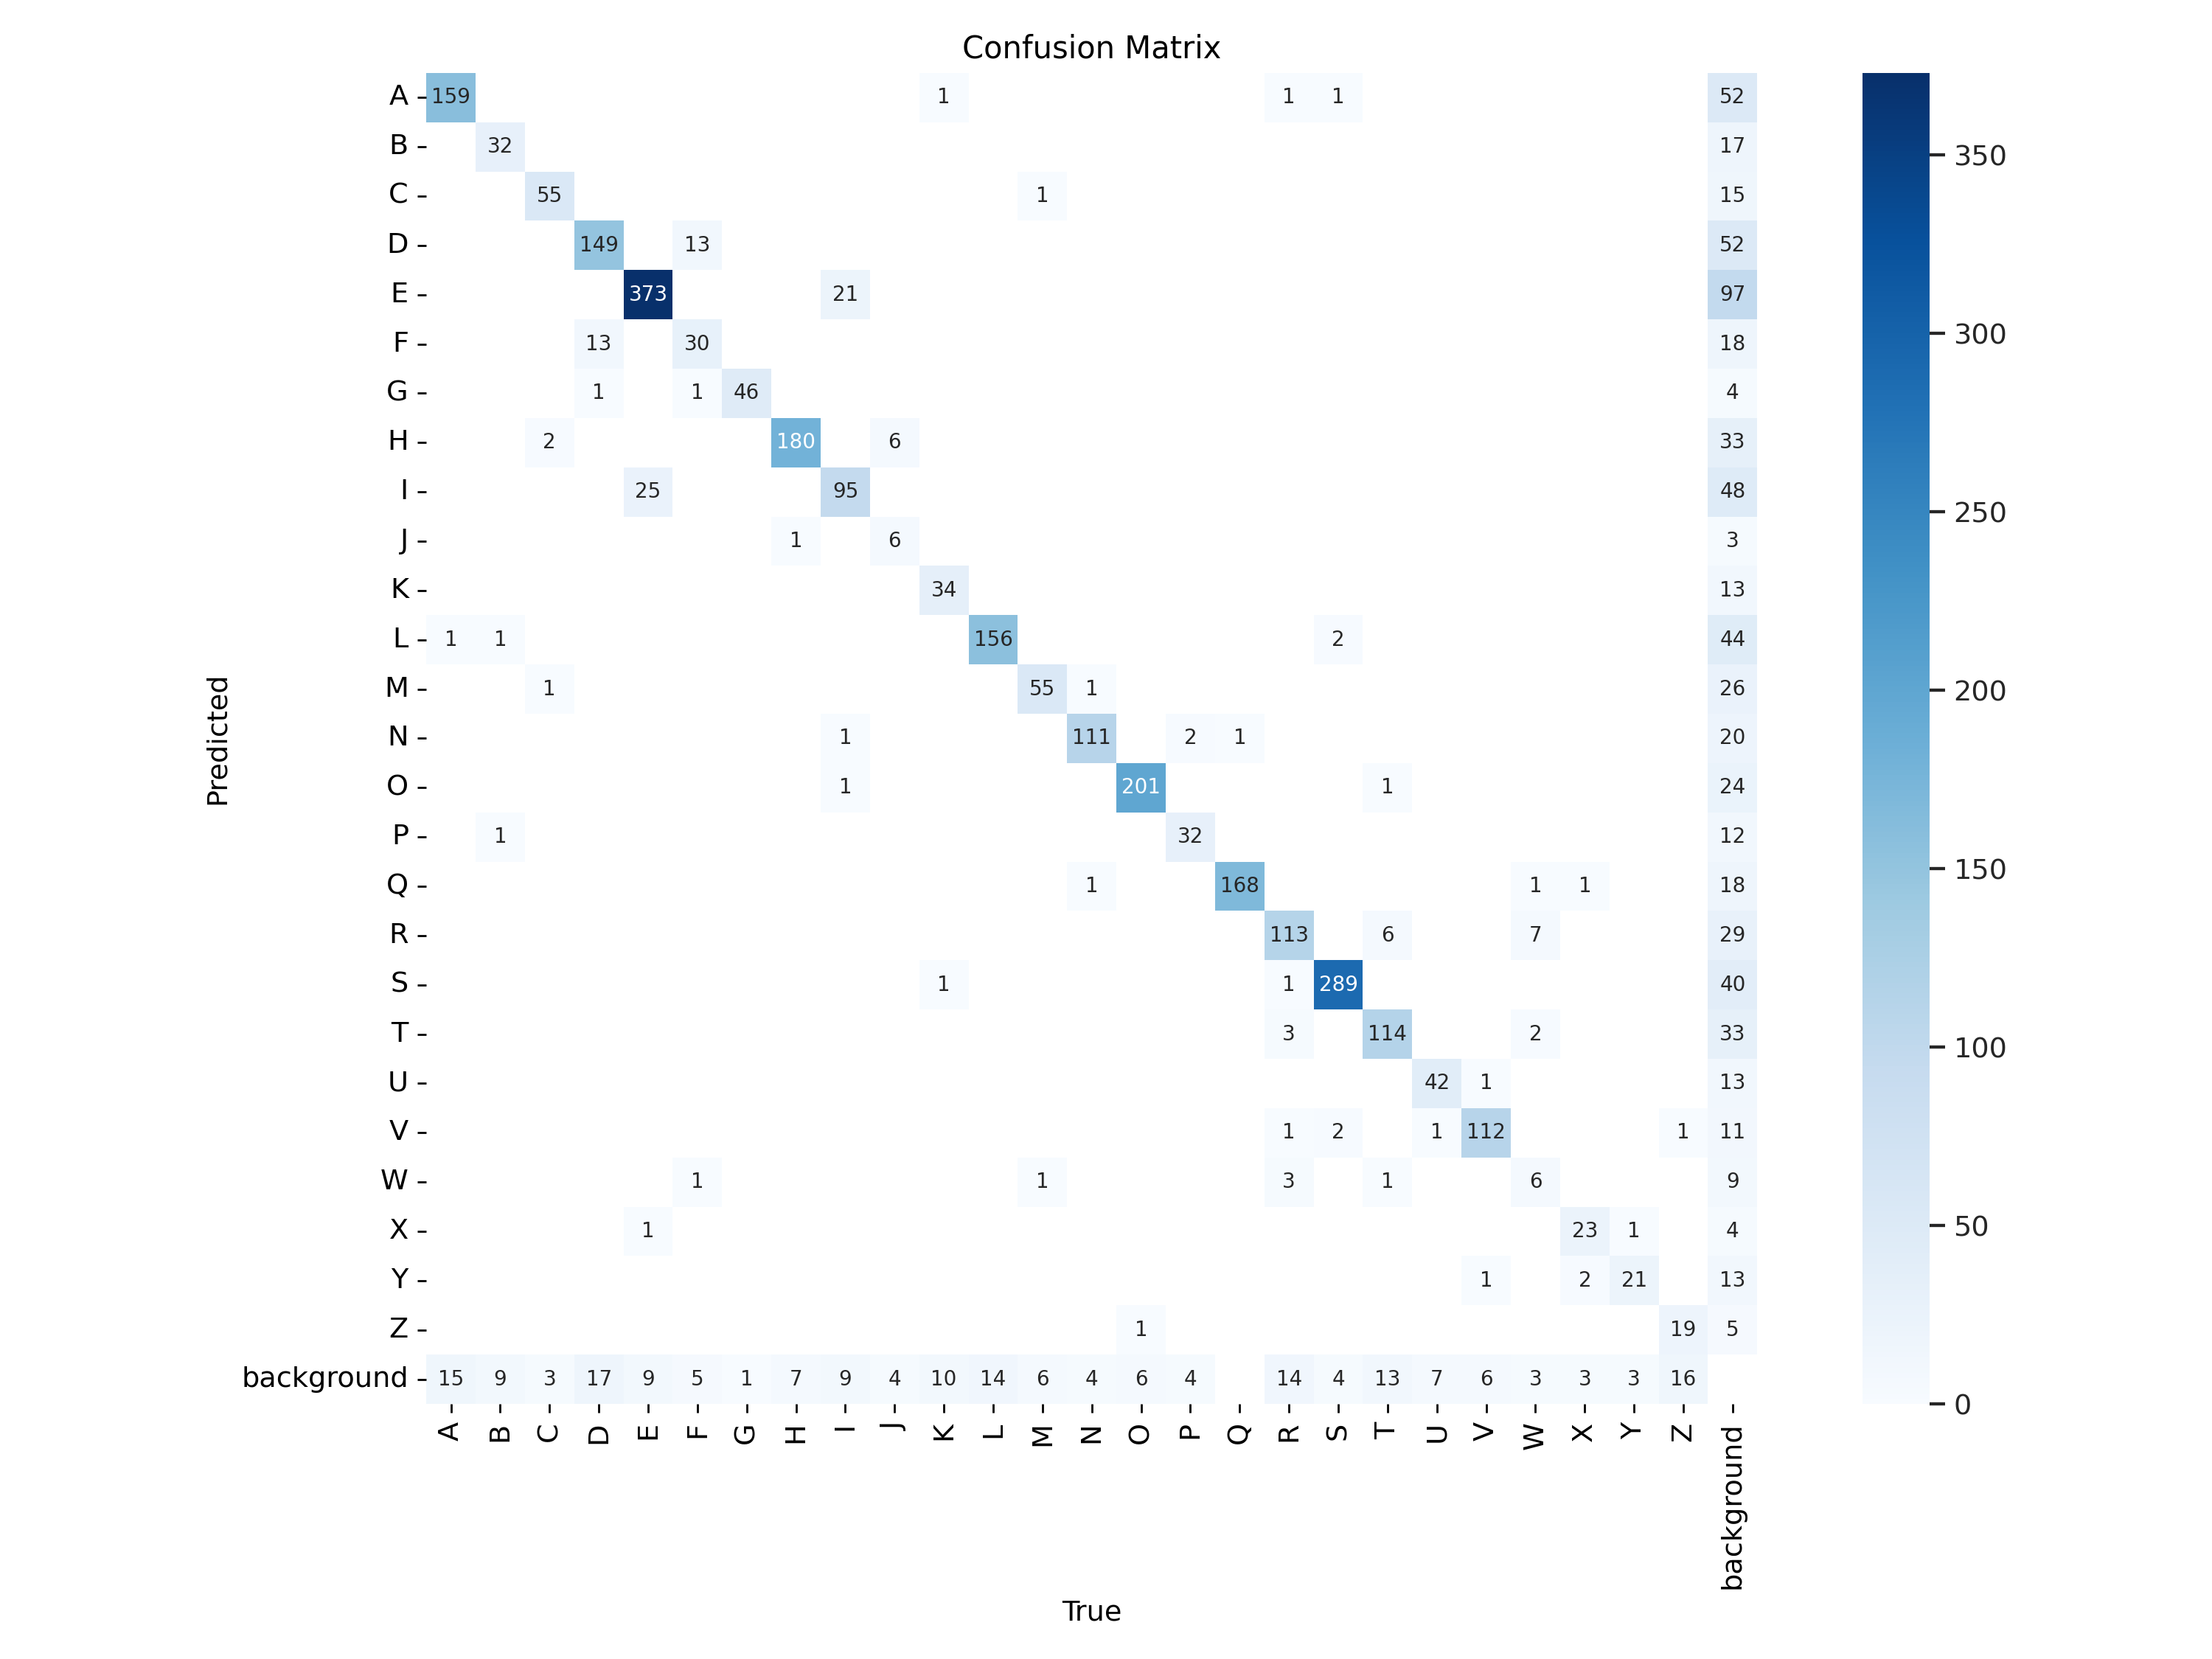 Confusion Matrix
A 159 1 1 1 52
B 32 17
C 55 1 15
D 149 13 52
E 373 21 97
F 13 30 18
G 1 1 46 4
H 2 180 6 33
I 25 95 48
J 1 6 3
K 34 13
L 1 1 156 2 44
M 1 55 1 26
N 1 111 2 1 20
O 1 201 1 24
P 1 32 12
Q 1 168 1 1 18
R 113 6 7 29
S 1 1 289 40
T 3 114 2 33
U 42 1 13
V 1 2 1 112 1 11
W 1 1 3 1 6 9
X 1 23 1 4
Y 1 2 21 13
Z 1 19 5
background 15 9 3 17 9 5 1 7 9 4 10 14 6 4 6 4 14 4 13 7 6 3 3 3 16
A B C D E F G H I J K L M N O P Q R S T U V W X Y Z background
True
Predicted
350
300
250
200
150
100
50
0